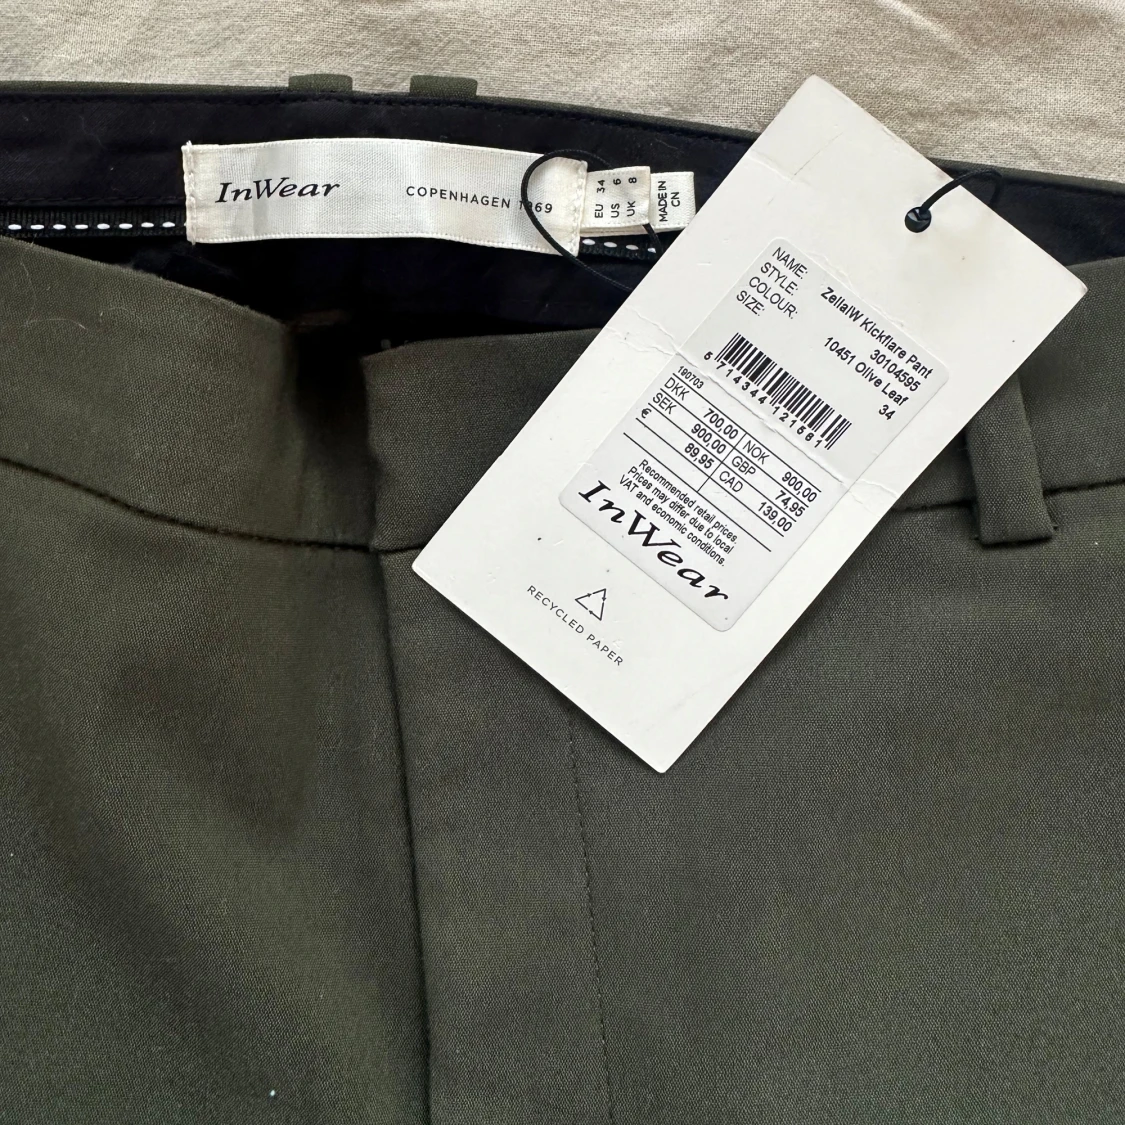 InWear
COPENHAGEN 1969
EU 34
US 6
UK 8
MADE IN
CN
NAME: ZellaIW Kickflare Pant
STYLE: 30104595
COLOUR: 10451 Olive Leaf
SIZE: 34
5 714344 121561
190703
DKK 700,00 NOK 900,00
SEK 900,00 GBP 74,95
€ 89,95 CAD 139,00
Recommended retail prices.
Prices may differ due to local
VAT and economic conditions.
InWear
RECYCLED PAPER